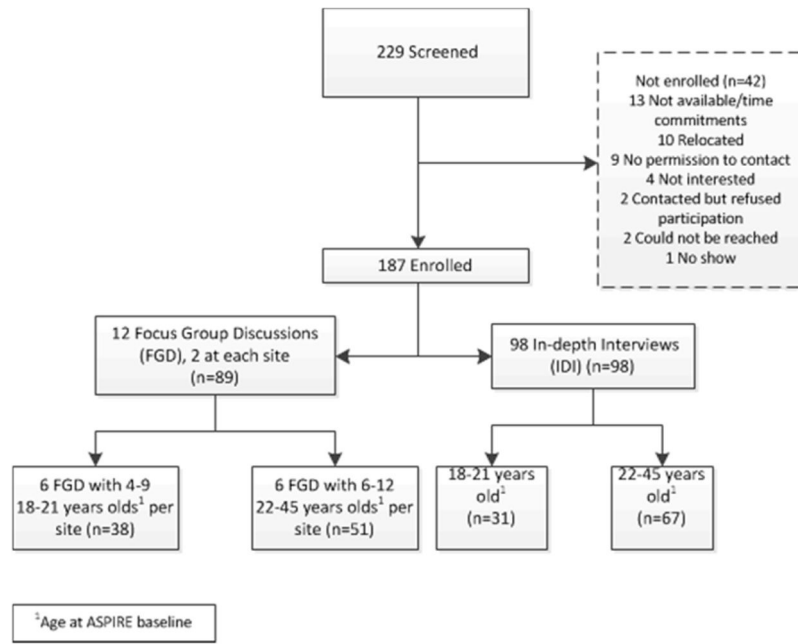 229 Screened
Not enrolled (n=42)
13 Not available/time
commitments
10 Relocated
9 No permission to contact
4 Not interested
2 Contacted but refused
participation
2 Could not be reached
1 No show
187 Enrolled
12 Focus Group Discussions
(FGD), 2 at each site
(n=89)
98 In-depth Interviews
(IDI) (n=98)
6 FGD with 4-9
18-21 years olds¹ per
site (n=38)
6 FGD with 6-12
22-45 years olds¹ per
site (n=51)
18-21 years
old¹
(n=31)
22-45 years
old¹
(n=67)
¹Age at ASPIRE baseline